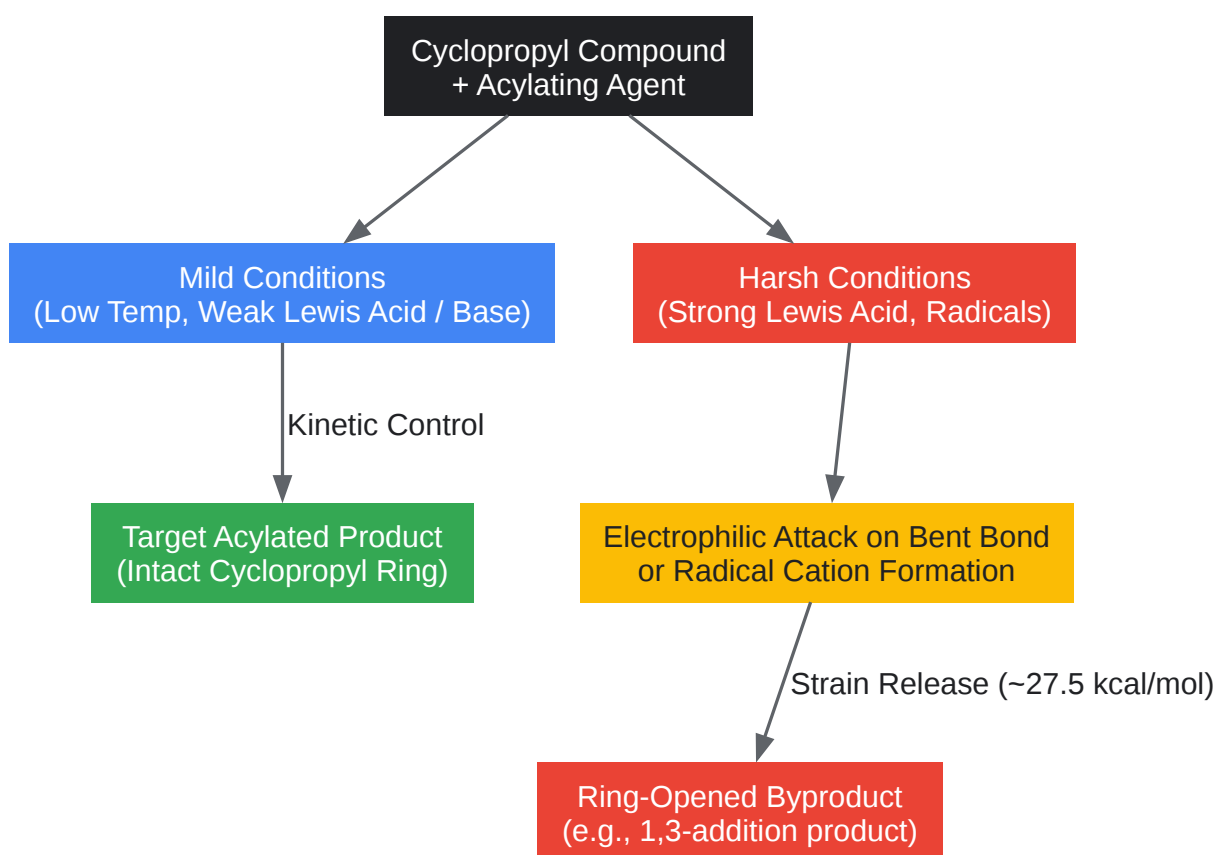 Cyclopropyl Compound
+ Acylating Agent
Mild Conditions
(Low Temp, Weak Lewis Acid / Base)
Harsh Conditions
(Strong Lewis Acid, Radicals)
Kinetic Control
Target Acylated Product
(Intact Cyclopropyl Ring)
Electrophilic Attack on Bent Bond
or Radical Cation Formation
Strain Release (~27.5 kcal/mol)
Ring-Opened Byproduct
(e.g., 1,3-addition product)